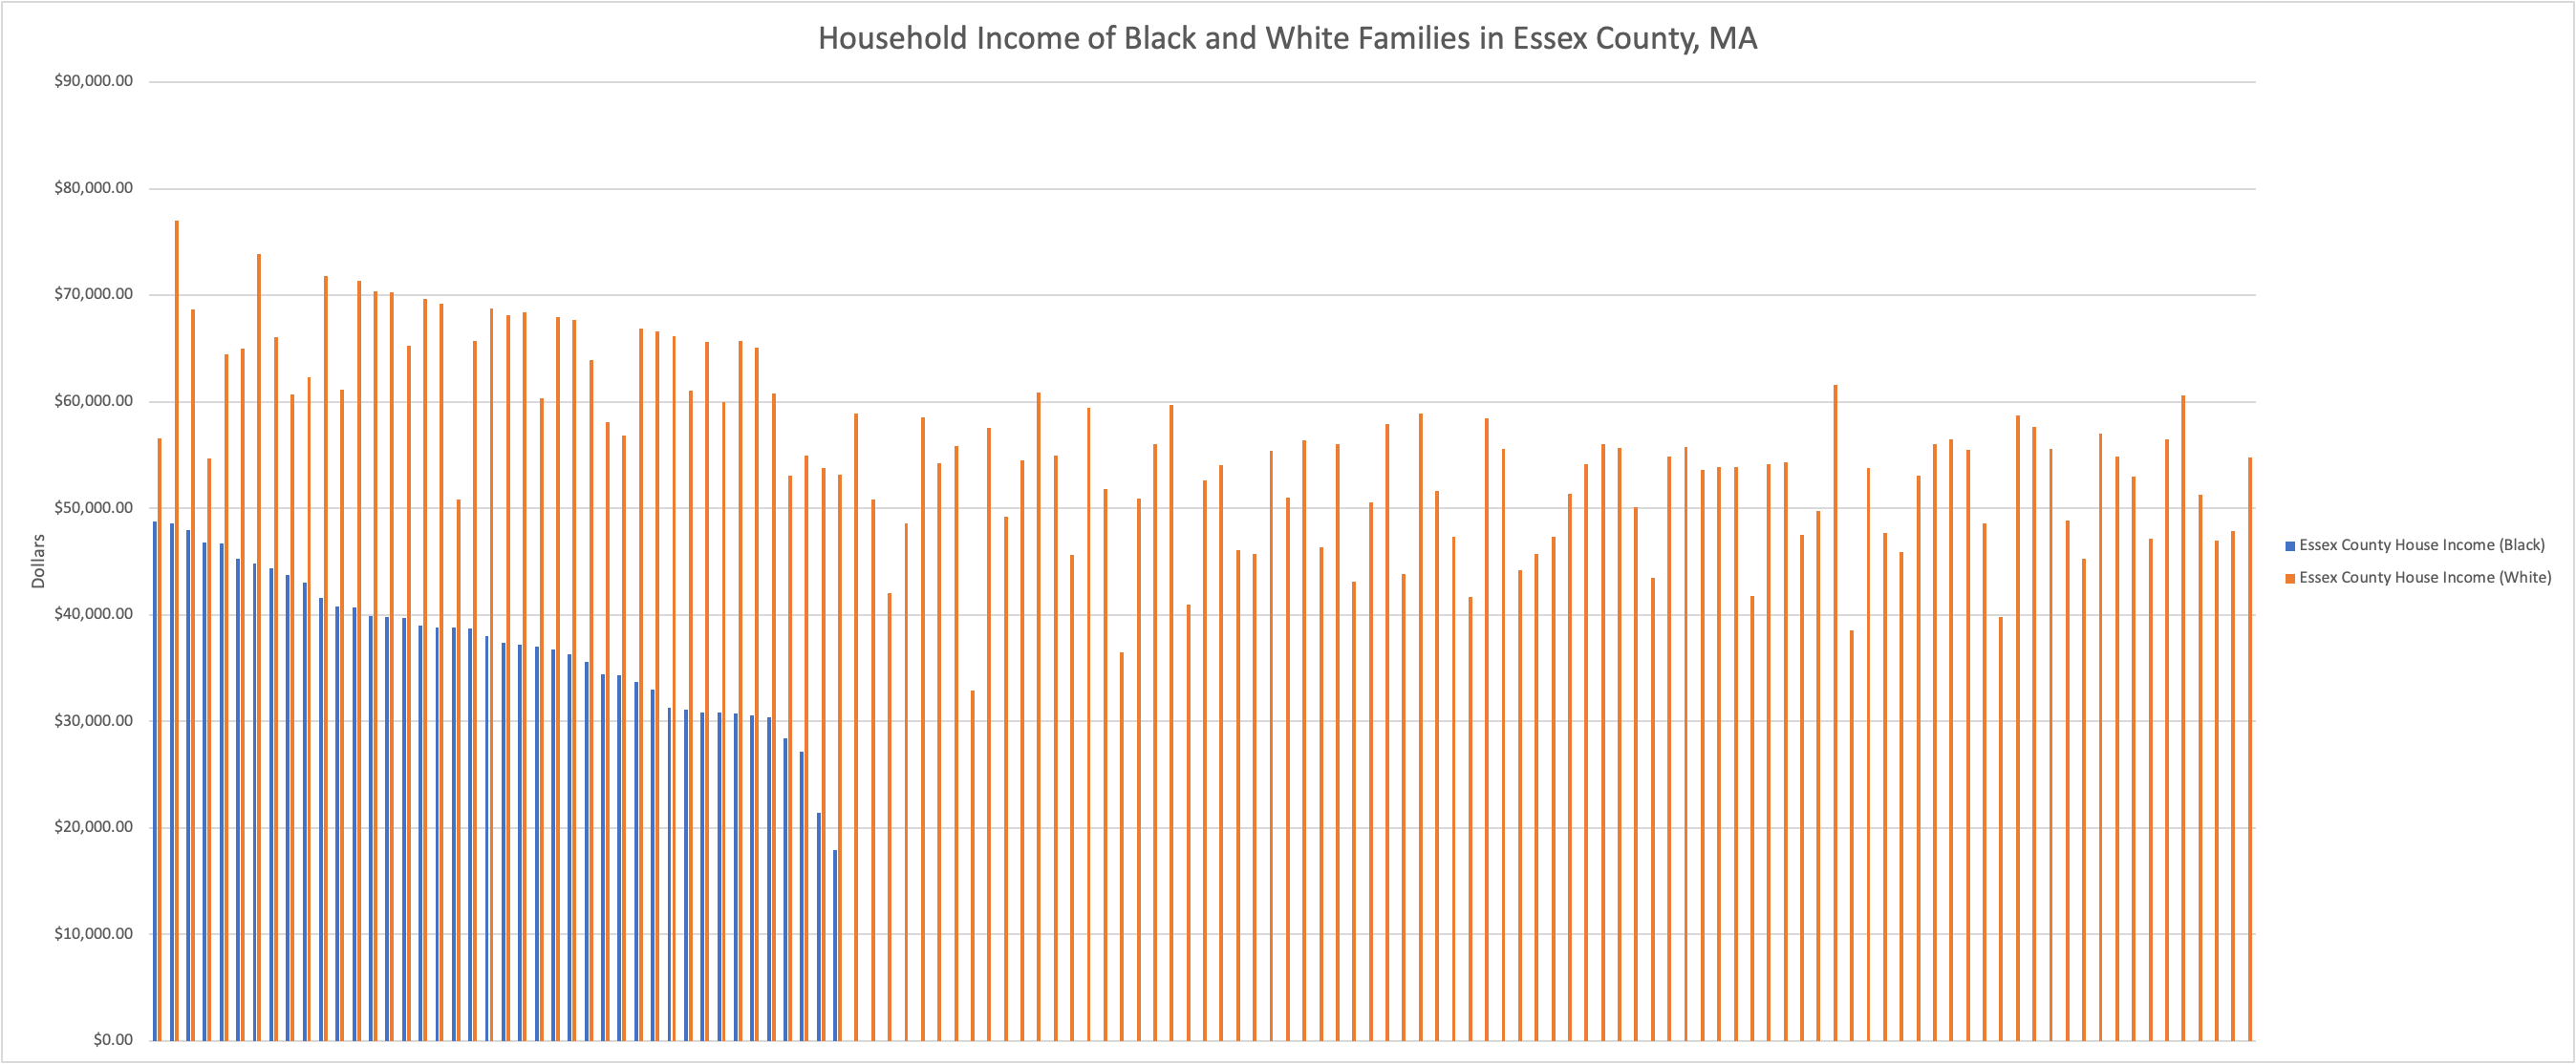 Household Income of Black and White Families in Essex County, MA
$90,000.00
$80,000.00
$70,000.00
$60,000.00
$50,000.00
$40,000.00
$30,000.00
$20,000.00
$10,000.00
$0.00
Dollars
Essex County House Income (Black)
Essex County House Income (White)